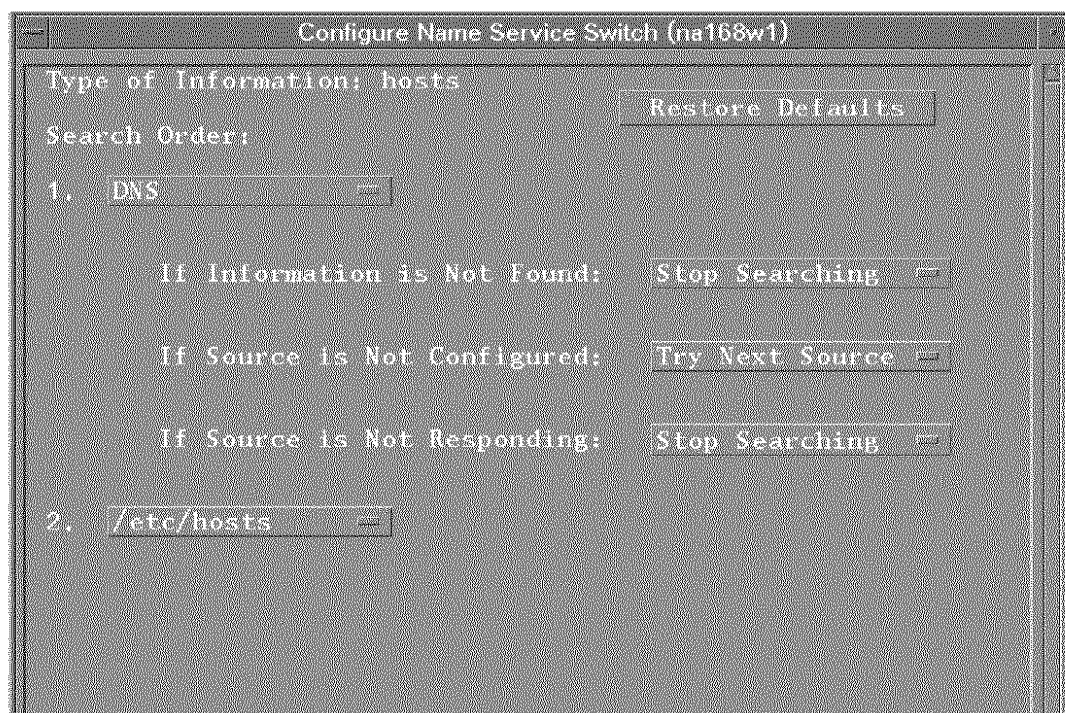 Configure Name Service Switch (na168w1)
Type of Information: hosts
Restore Defaults
Search Order:
1. DNS
If Information is Not Found: Stop Searching
If Source is Not Configured: Try Next Source
If Source is Not Responding: Stop Searching
2. /etc/hosts